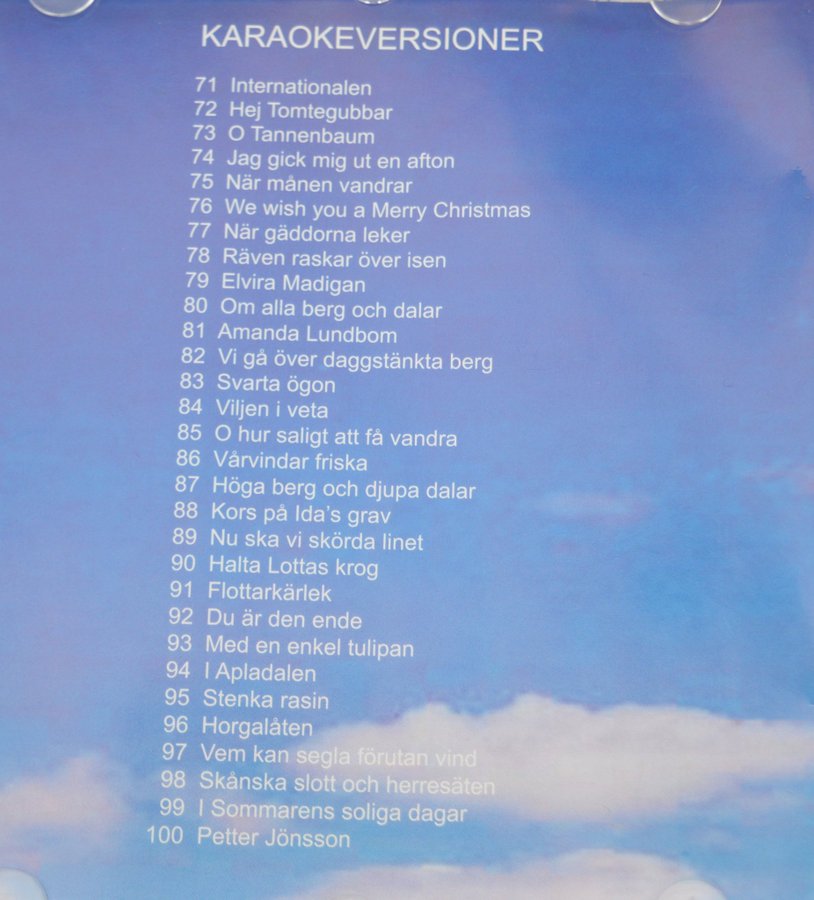 KARAOKEVERSIONER
71 Internationalen
72 Hej Tomtegubbar
73 O Tannenbaum
74 Jag gick mig ut en afton
75 När månen vandrar
76 We wish you a Merry Christmas
77 När gäddorna leker
78 Räven raskar över isen
79 Elvira Madigan
80 Om alla berg och dalar
81 Amanda Lundbom
82 Vi gå över daggstänkta berg
83 Svarta ögon
84 Viljen i veta
85 O hur saligt att få vandra
86 Vårvindar friska
87 Höga berg och djupa dalar
88 Kors på Ida's grav
89 Nu ska vi skörda linet
90 Halta Lottas krog
91 Flottarkärlek
92 Du är den ende
93 Med en enkel tulipan
94 I Apladalen
95 Stenka rasin
96 Horgalåten
97 Vem kan segla förutan vind
98 Skånska slott och herresäten
99 I Sommarens soliga dagar
100 Petter Jönsson